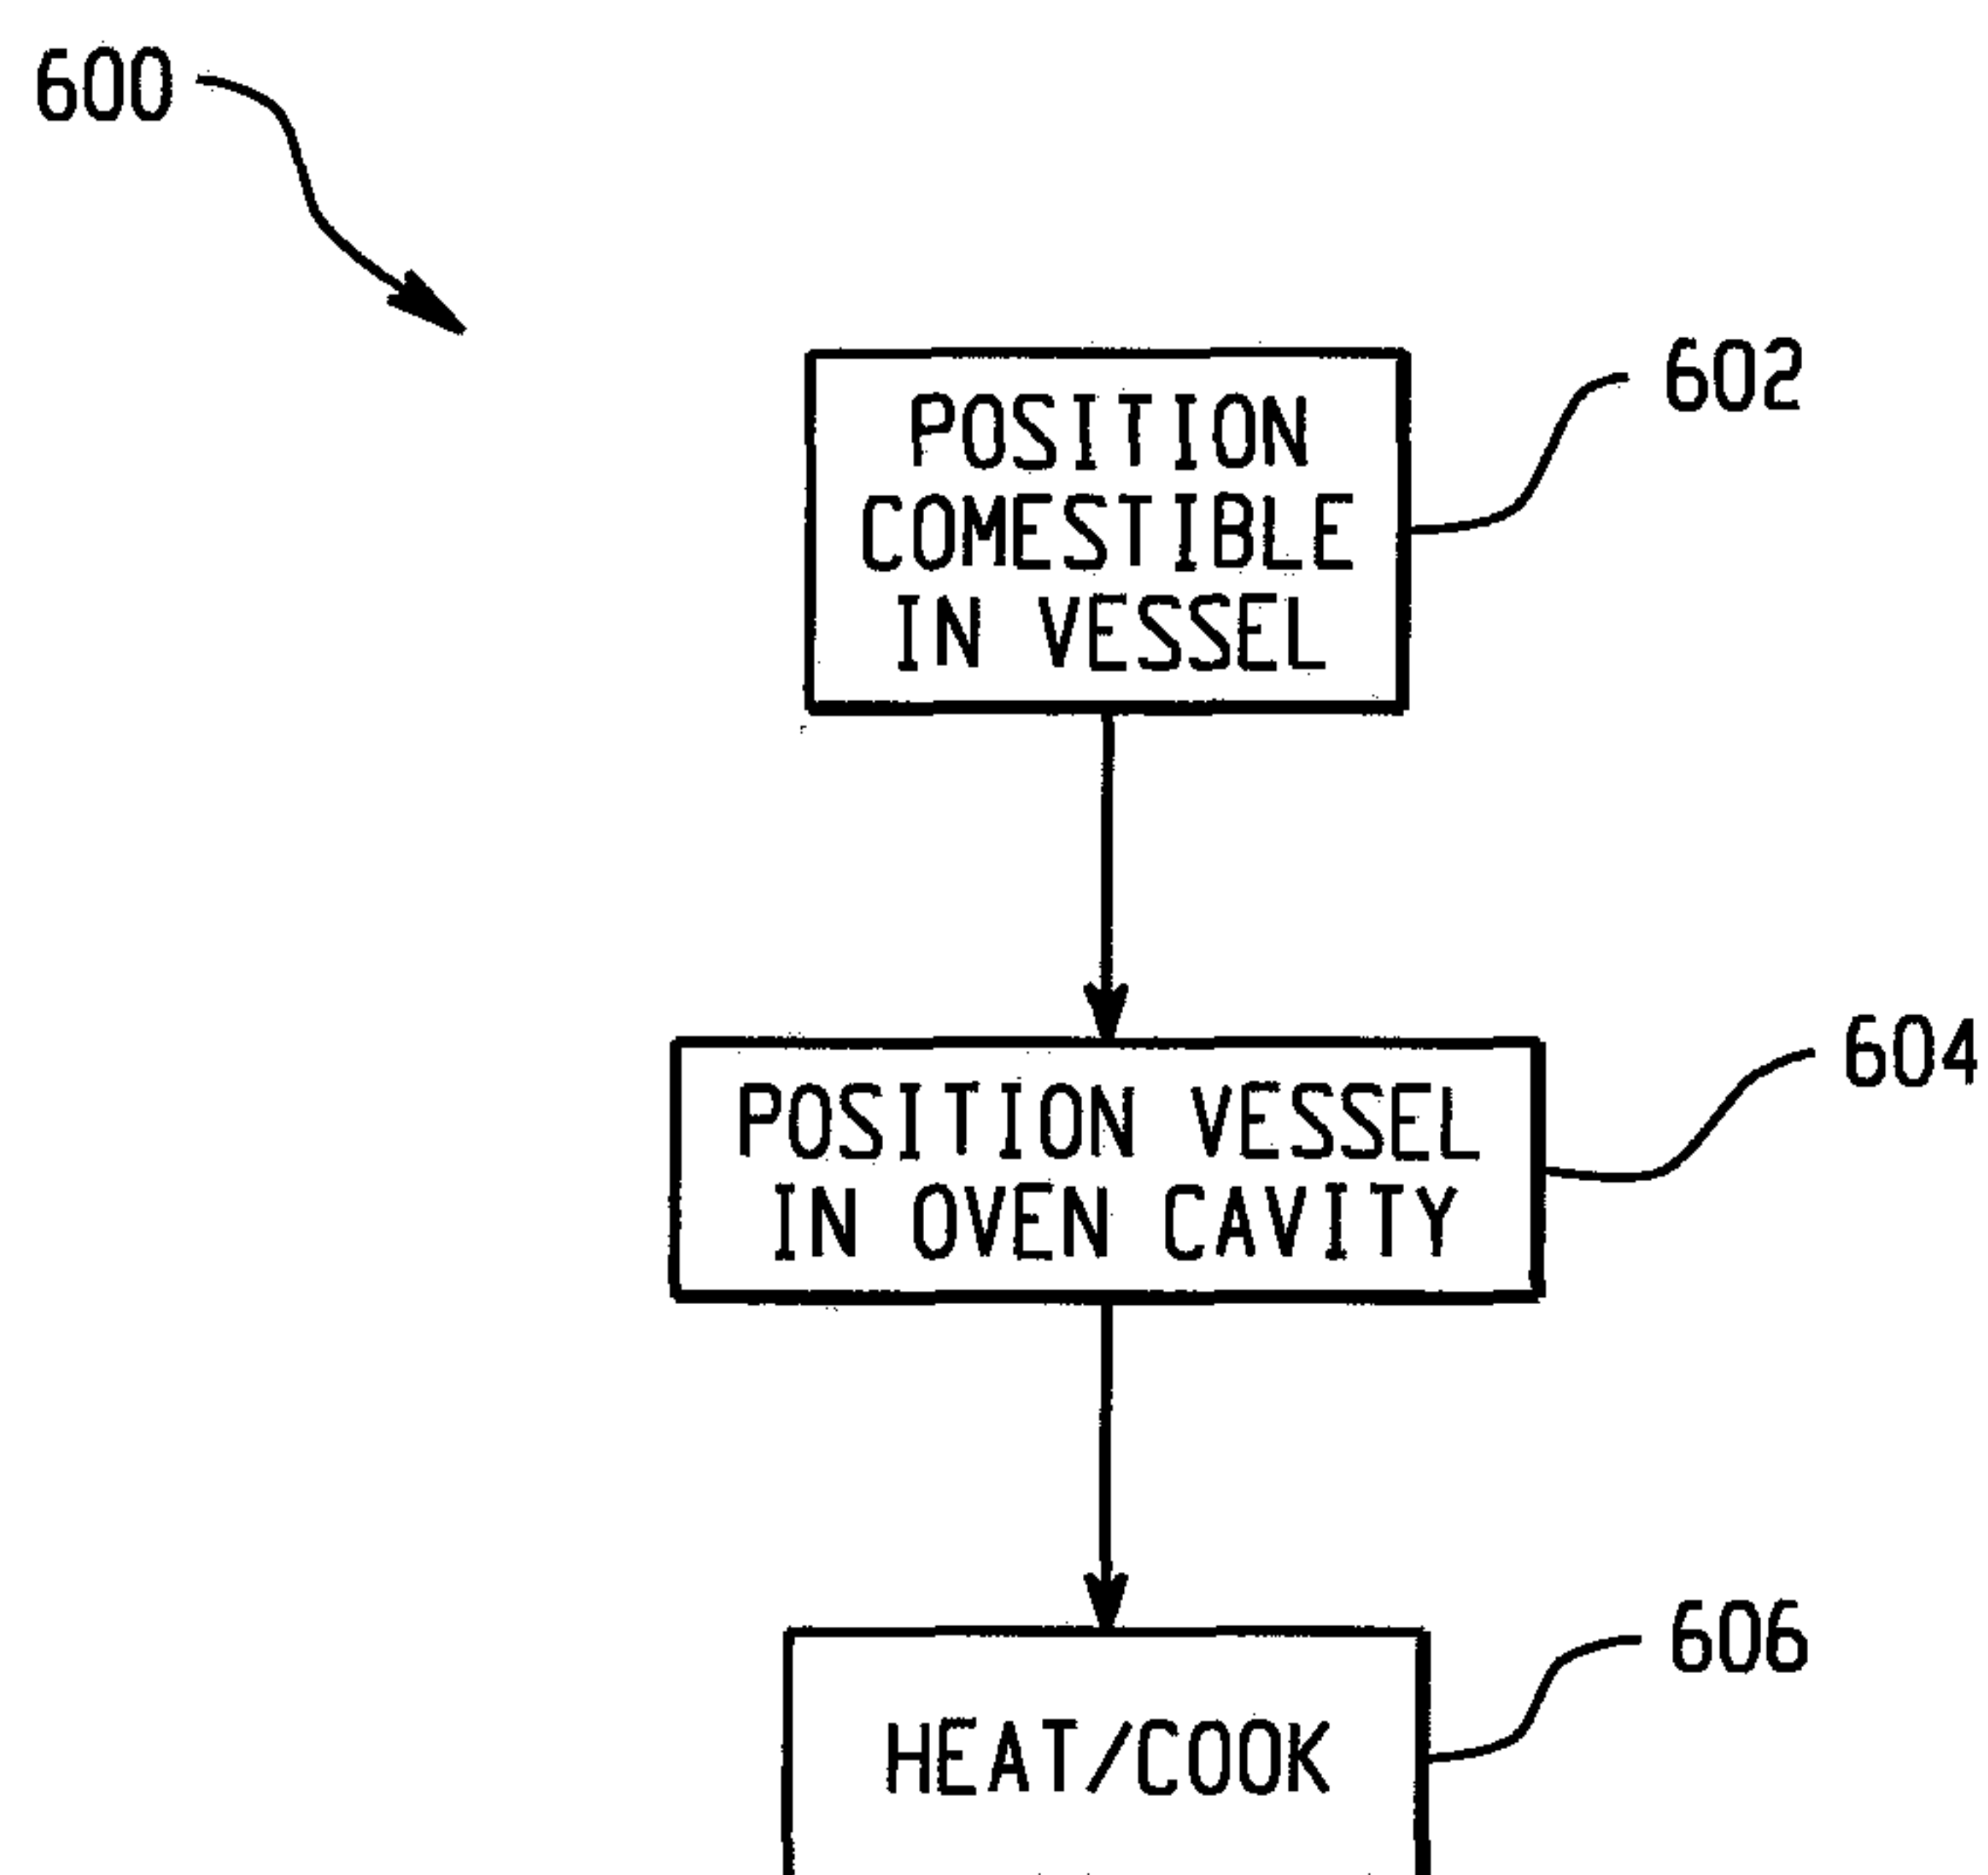 600
602
POSITION
COMESTIBLE
IN VESSEL
604
POSITION VESSEL
IN OVEN CAVITY
606
HEAT/COOK